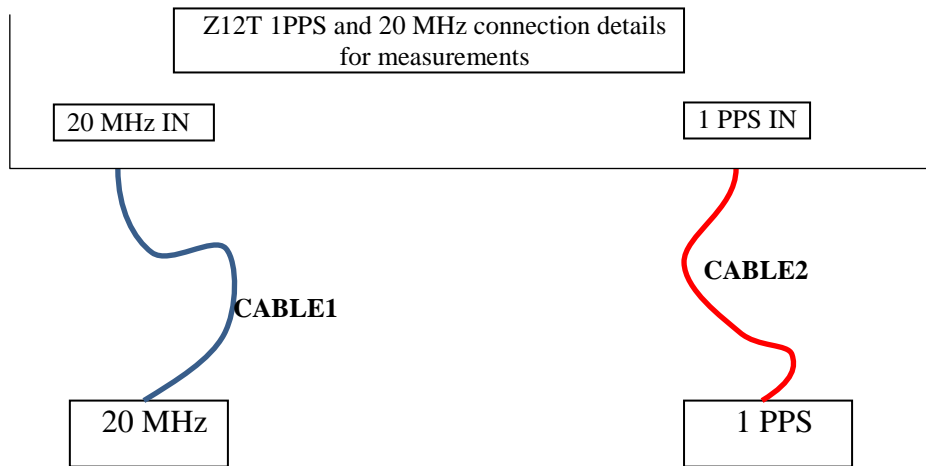 Z12T 1PPS and 20 MHz connection details
for measurements
20 MHz IN
1 PPS IN
CABLE2
CABLE1
20 MHz
1 PPS